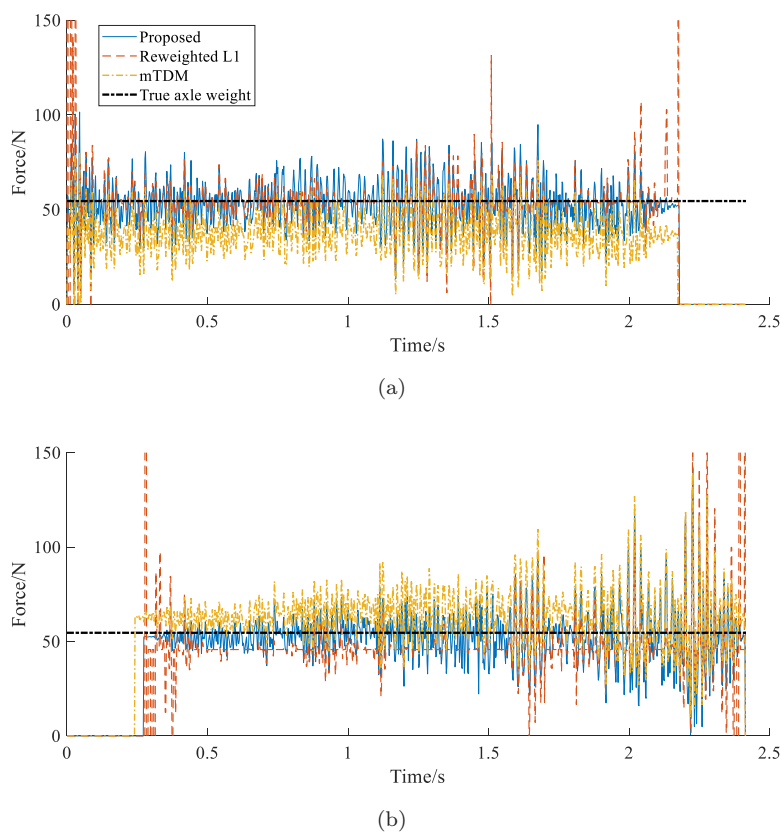 150
100
50
0
Force/N
Proposed
Reweighted L1
mTDM
True axle weight
0 0.5 1 1.5 2 2.5
Time/s
(a)
150
100
50
0
Force/N
0 0.5 1 1.5 2 2.5
Time/s
(b)